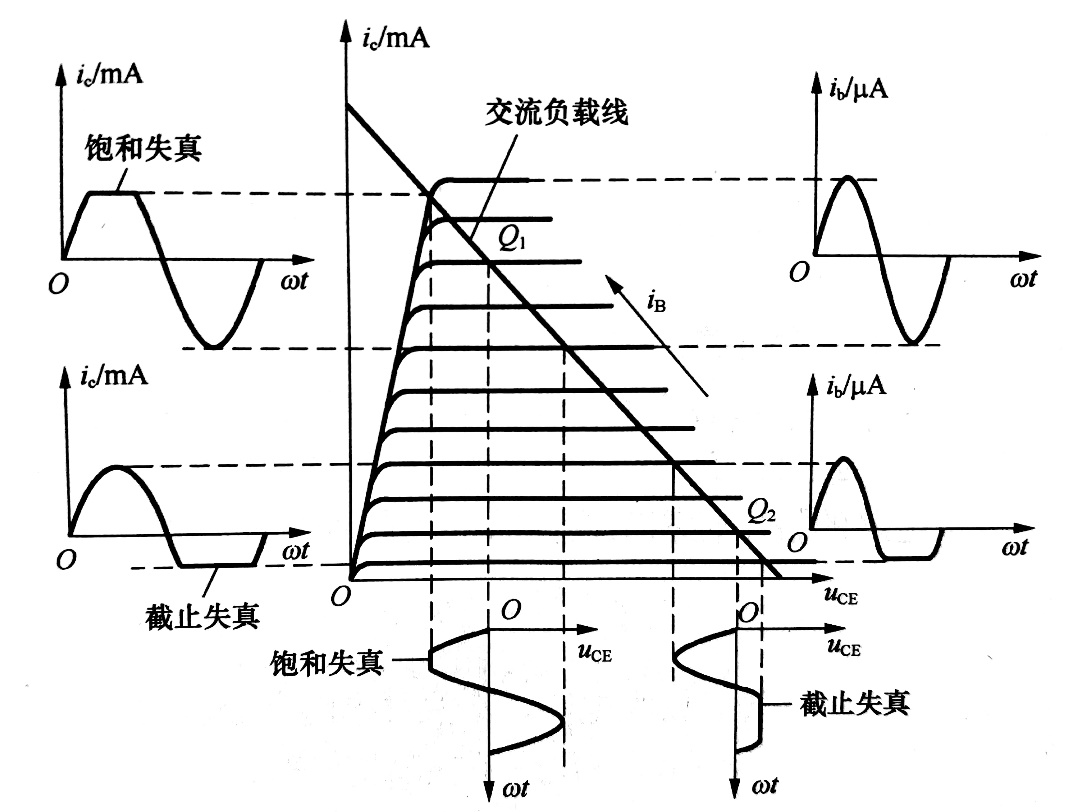 i_c/mA
i_c/mA
i_b/μA
交流负载线
饱和失真
Q₁
O
ωt
O
ωt
i_B
i_c/mA
i_b/μA
Q₂
O
ωt
O
ωt
截止失真
O
u_CE
O
O
饱和失真
u_CE
u_CE
截止失真
ωt
ωt